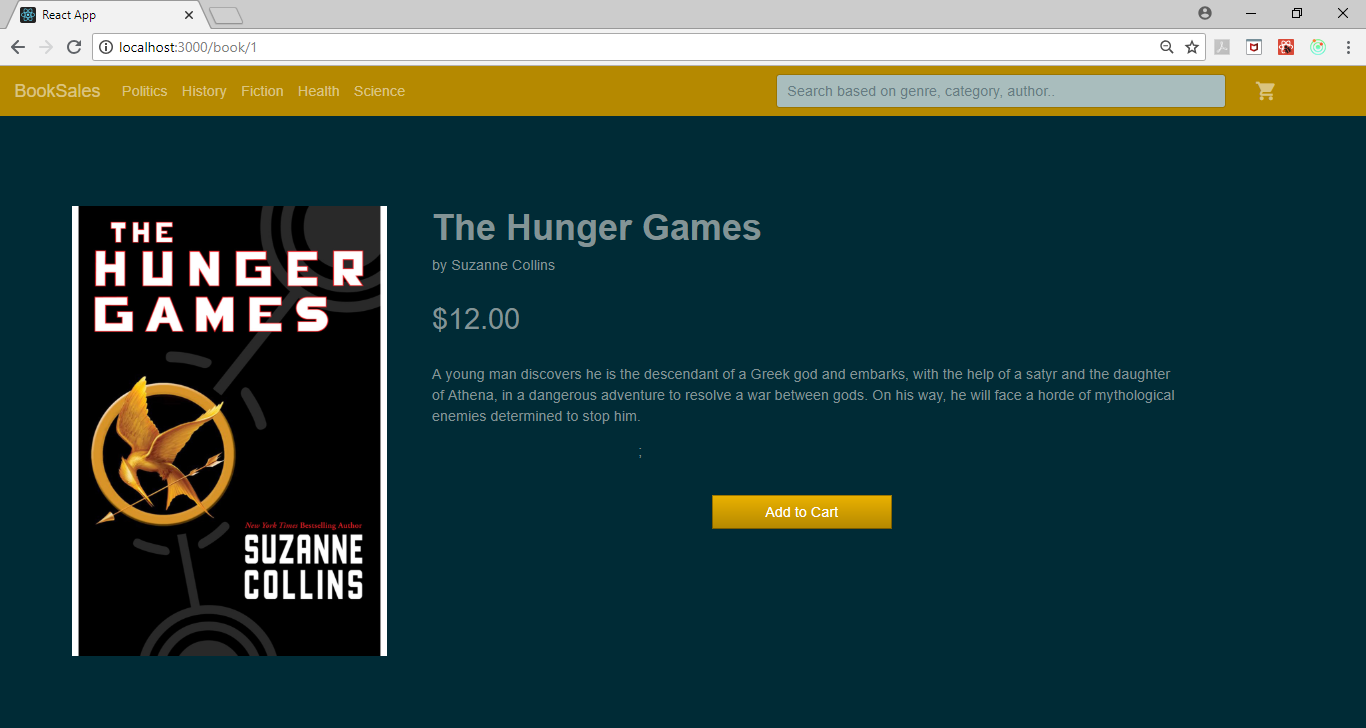 React App
localhost:3000/book/1
BookSales Politics History Fiction Health Science Search based on genre, category, author..
THE
HUNGER
GAMES
New York Times Bestselling Author
SUZANNE
COLLINS
The Hunger Games
by Suzanne Collins
$12.00
A young man discovers he is the descendant of a Greek god and embarks, with the help of a satyr and the daughter
of Athena, in a dangerous adventure to resolve a war between gods. On his way, he will face a horde of mythological
enemies determined to stop him.
;
Add to Cart